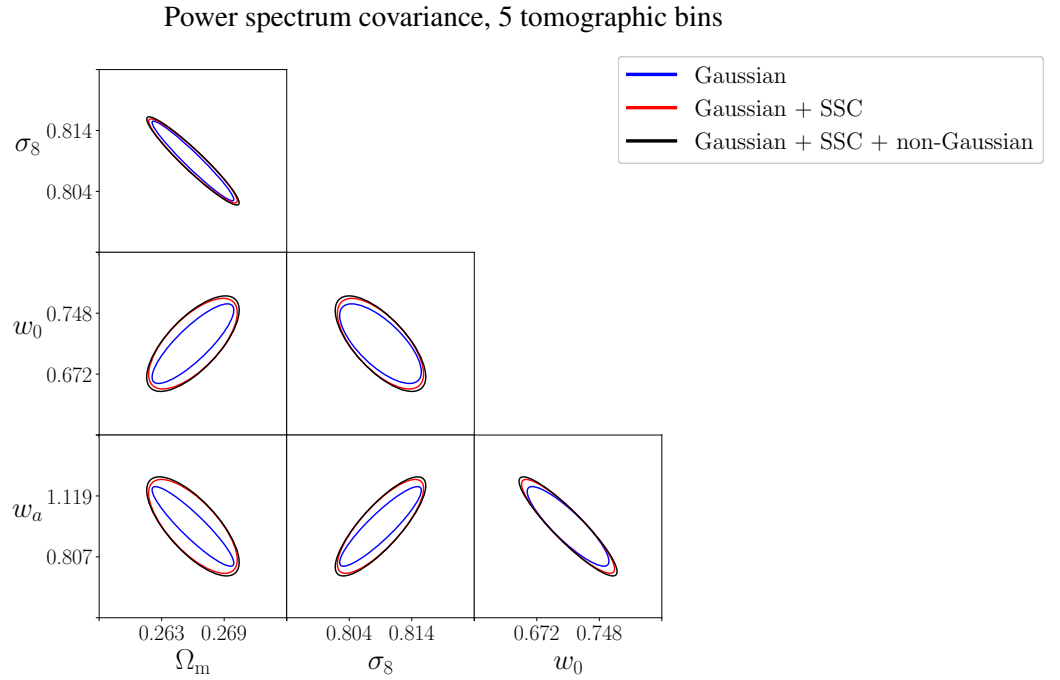 Power spectrum covariance, 5 tomographic bins
Gaussian
Gaussian + SSC
Gaussian + SSC + non-Gaussian
σ₈
0.814
0.804
w₀
0.748
0.672
wₐ
1.119
0.807
0.263 0.269
0.804 0.814
0.672 0.748
Ωₘ
σ₈
w₀